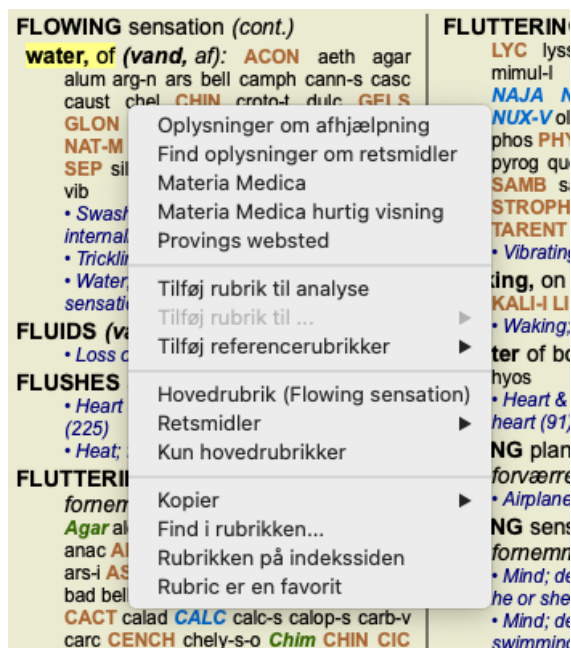 FLOWING sensation (cont.)
water, of (vand, af): ACON aeth agar
alum arg-n ars bell camph cann-s casc
caust chel CHIN croto-t dulc GELS
GLON
NAT-M
SEP
vib
• Swash
internal
• Trickli
• Water
sensati
FLUIDS
• Loss
FLUSHES
• Heart
(225)
• Heat;
FLUTTERI
fornem
Agar
anac
ars-i AS
bad bel
CACT calad CALC calc-s calop-s carb-v
carc CENCH chely-s-o Chim CHIN CIC
Oplysninger om afhjælpning
Find oplysninger om retsmidler
Materia Medica
Materia Medica hurtig visning
Provings websted
Tilføj rubrik til analyse
Tilføj rubrik til ...
Tilføj referencerubrikker
Hovedrubrik (Flowing sensation)
Retsmidler
Kun hovedrubrikker
Kopier
Find i rubrikken...
Rubrikken på indekssiden
Rubric er en favorit
FLUTTERING
LYC lyss
mimul-l
NAJA N
NUX-V ol
phos PHY
pyrog que
SAMB sa
STROPH
TARENT
• Vibrating
king, on
KALI-I LI
• Waking;
ter of bo
hyos
• Heart &
heart (91)
NG plan
forværre
• Airplane
NG sens
fornemn
• Mind; de
he or she
• Mind; de
swimming